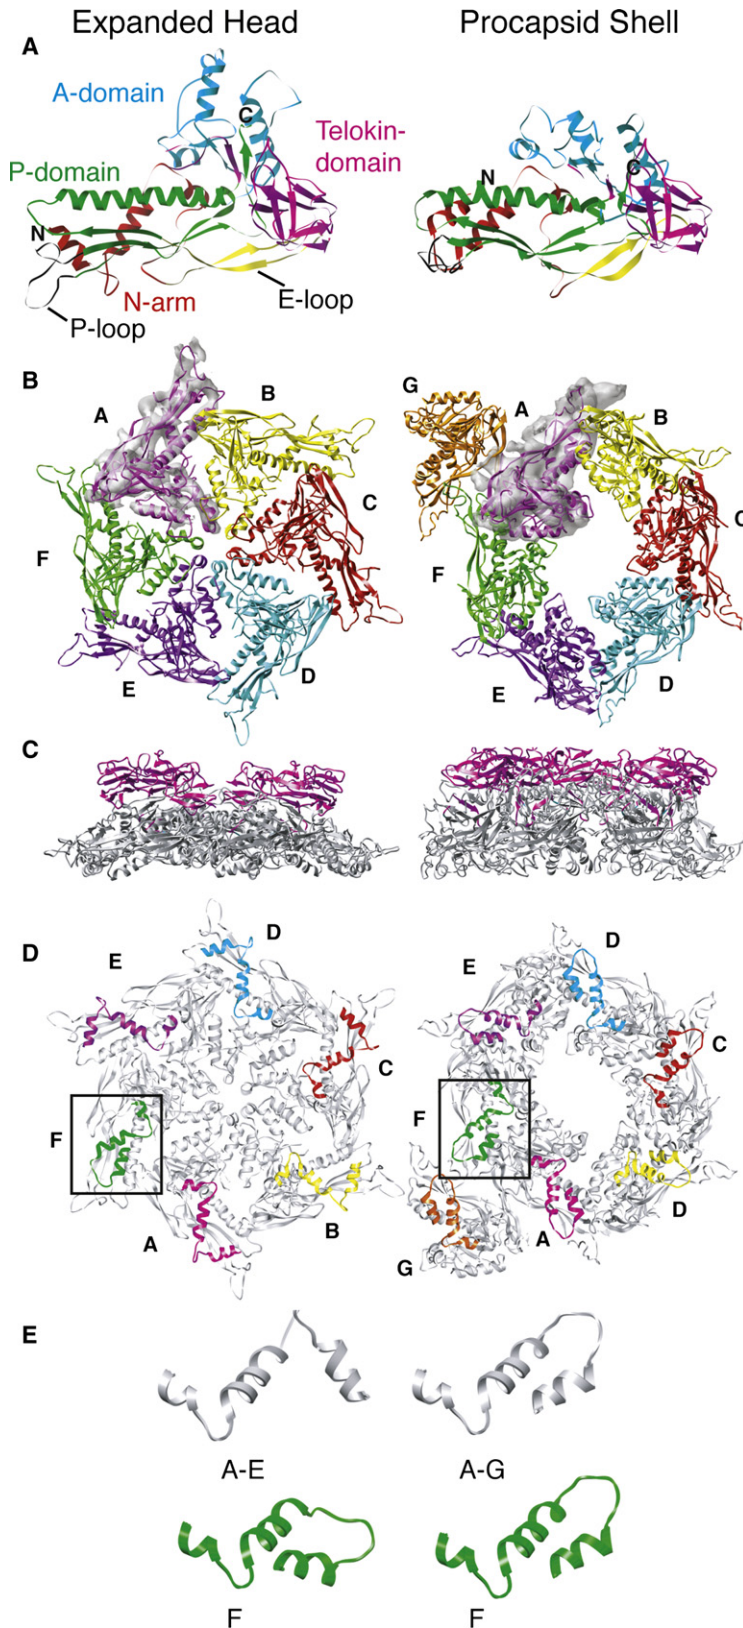 Expanded Head
Procapsid Shell
A
A-domain
C
Telokin-
domain
P-domain
N
N-arm
P-loop
E-loop
N
C
B
A
B
C
D
E
F
G
A
B
C
D
E
F
C
D
E
D
C
B
A
F
E
D
C
D
A
G
F
E
A-E
A-G
F
F